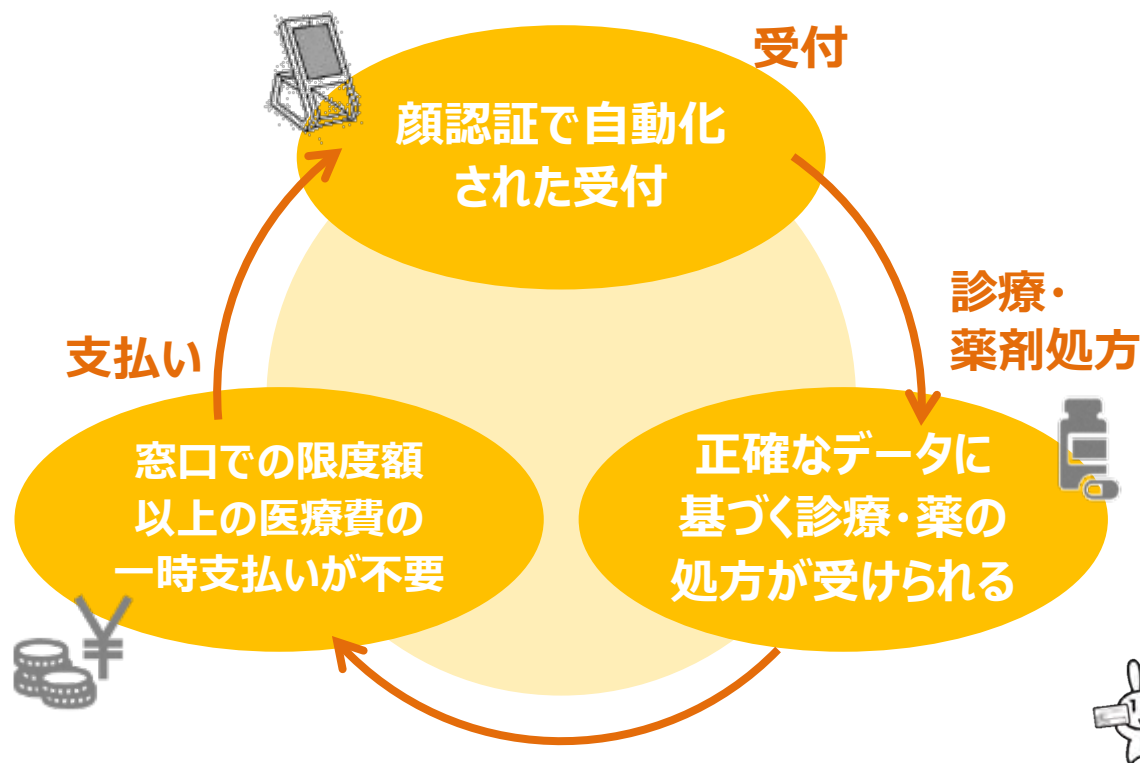 受付
顔認証で自動化
された受付
診療・
薬剤処方
正確なデータに
基づく診療・薬の
処方が受けられる
支払い
窓口での限度額
以上の医療費の
一時支払いが不要
¥